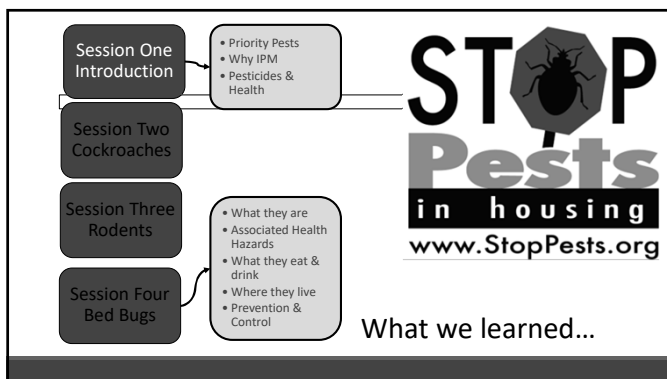 Session One
Introduction
• Priority Pests
• Why IPM
• Pesticides &
Health
Session Two
Cockroaches
Session Three
Rodents
Session Four
Bed Bugs
• What they are
• Associated Health
Hazards
• What they eat &
drink
• Where they live
• Prevention &
Control
STOP
Pests
in housing
www.StopPests.org
What we learned...